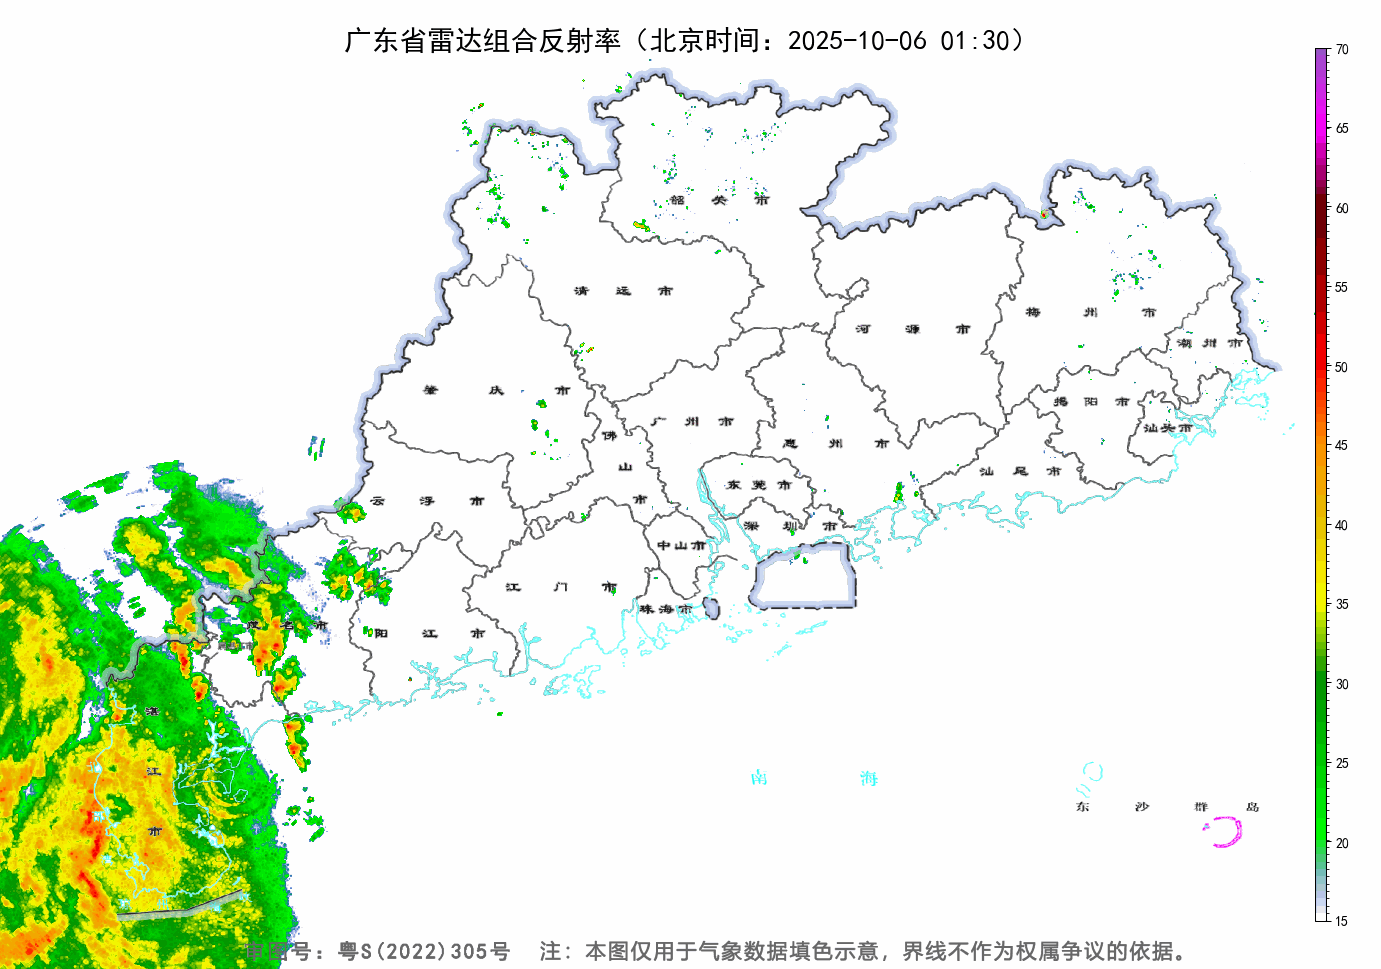 广东省雷达组合反射率（北京时间：2025-10-06 01:30）
70
65
60
55
50
45
40
35
30
25
20
15
韶 关 市
清 远 市
河 源 市
梅 州 市
潮 州 市
肇 庆 市
广 州 市
佛 山 市
惠 州 市
揭 阳 市
汕头市
汕 尾 市
云 浮 市
东 莞 市
深 圳 市
中山市
江 门 市
珠海市
茂 名 市
阳 江 市
湛 江 市
南 海
东 沙 群 岛
审图号：粤S(2022)305号 注：本图仅用于气象数据填色示意，界线不作为权属争议的依据。